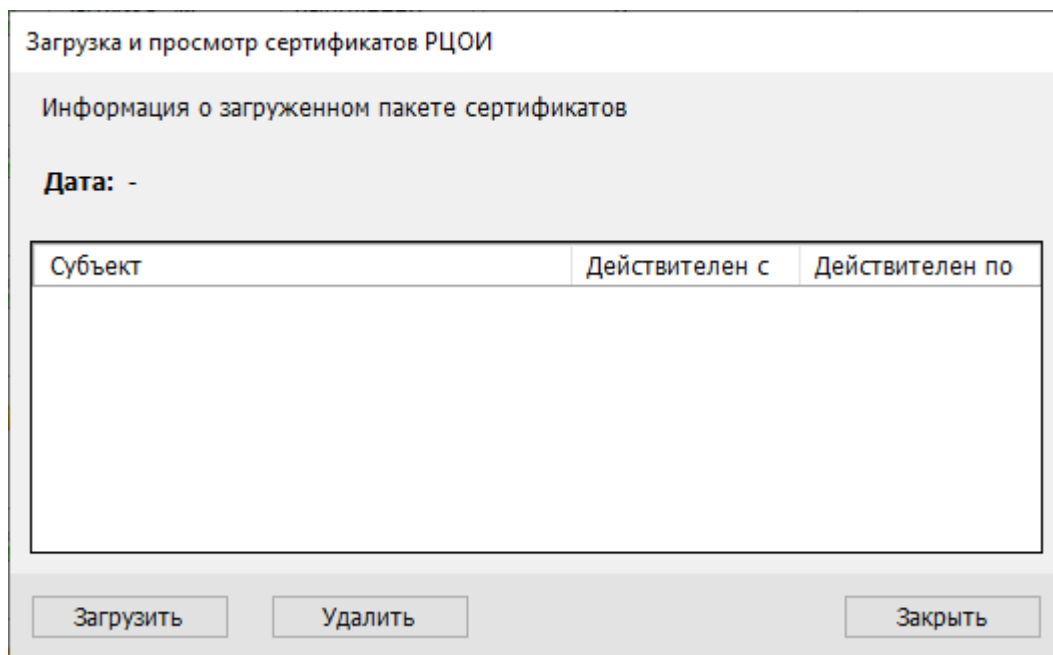 Загрузка и просмотр сертификатов РЦОИ
Информация о загруженном пакете сертификатов
Дата: -
Субъект Действителен с Действителен по
Загрузить Удалить Закрыть